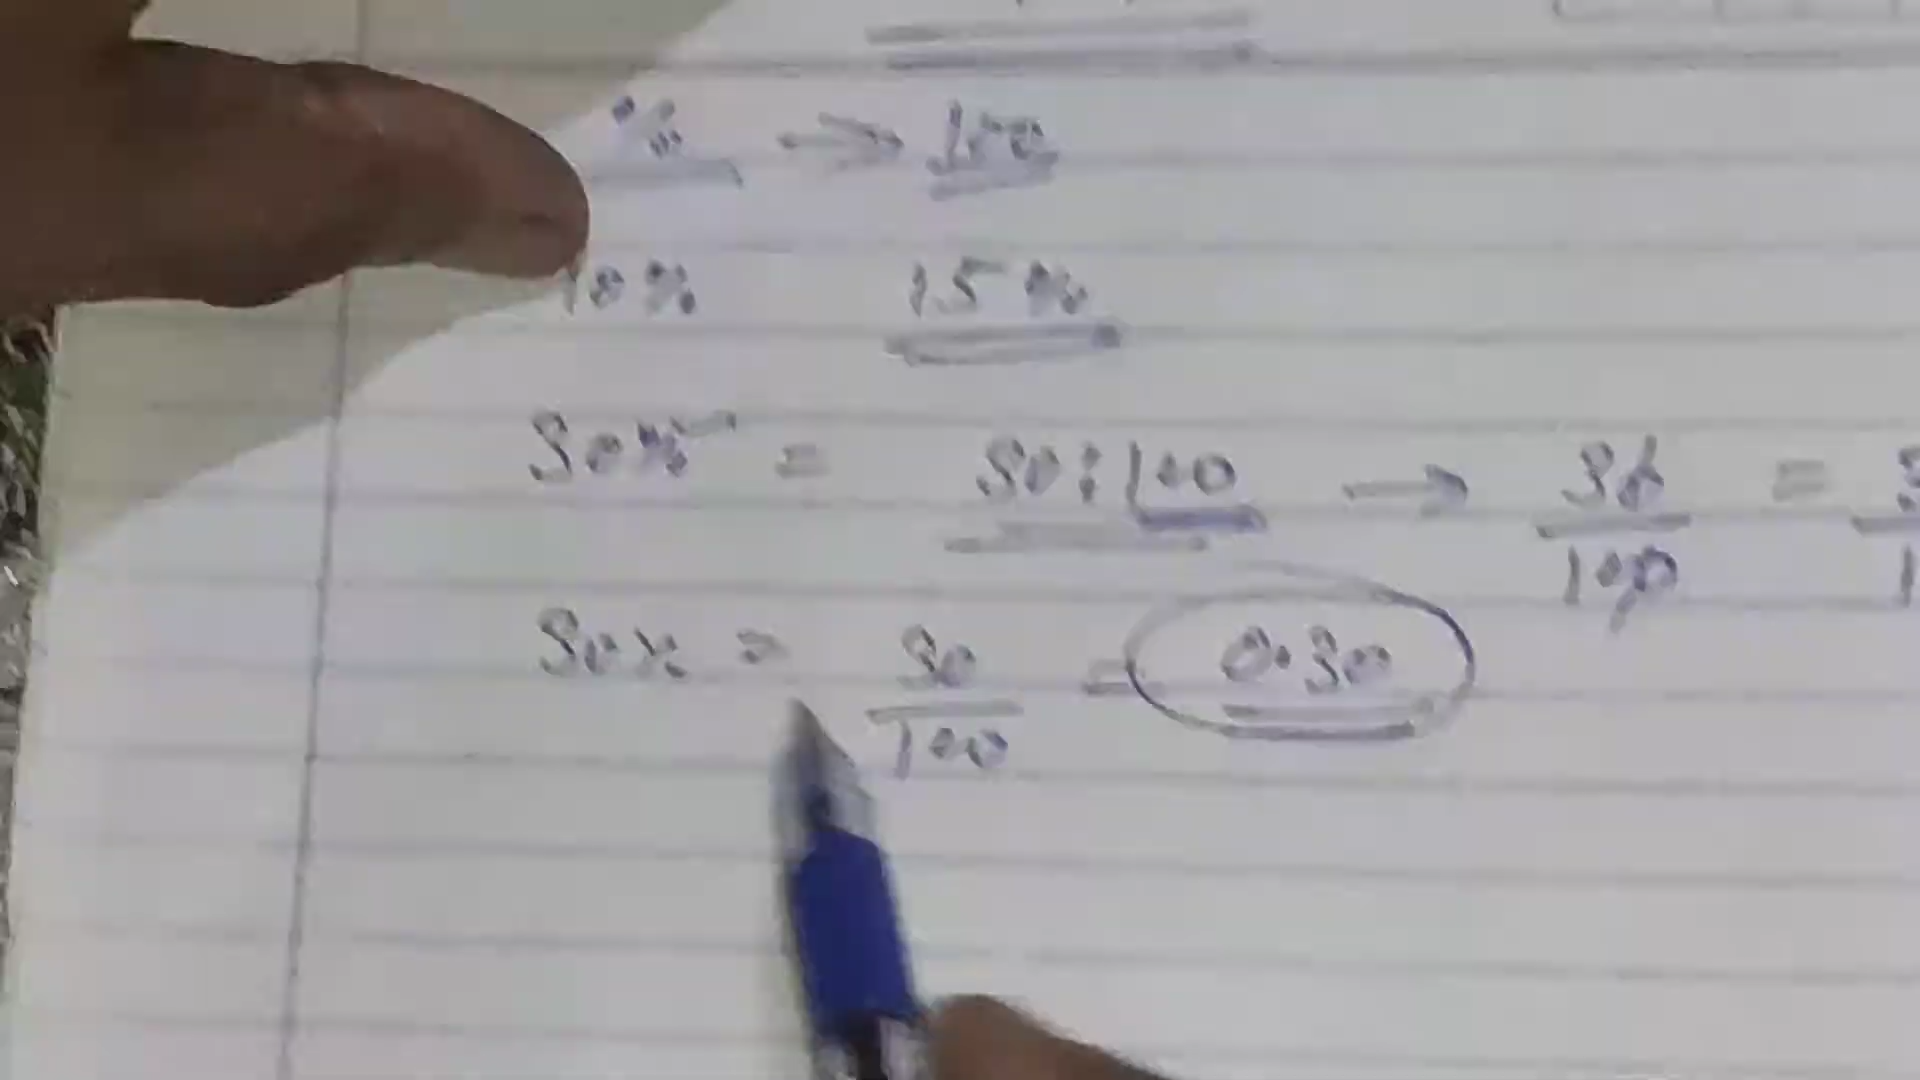 % → 100
10% 15%
30% = 30:100 → 30/100 =
30% = 30/100 = 0.30